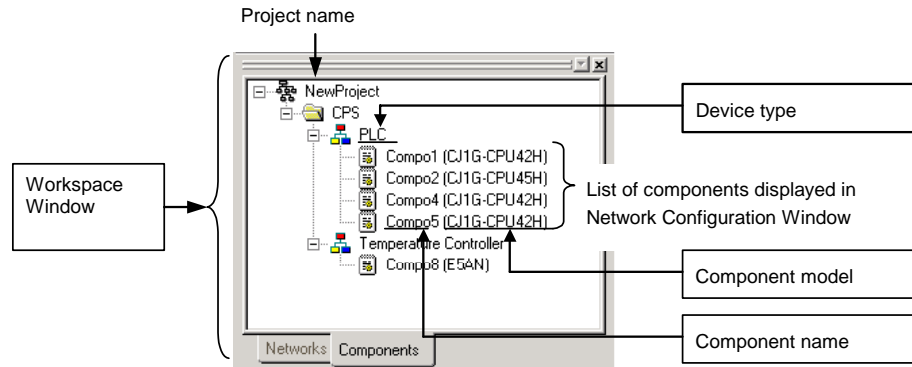 Project name
NewProject
CPS
Device type
PLC
Compo1 (CJ1G-CPU42H)
Compo2 (CJ1G-CPU45H)
Compo4 (CJ1G-CPU42H)
Compo5 (CJ1G-CPU42H)
Workspace
Window
List of components displayed in
Network Configuration Window
Temperature Controller
Compo8 (E5AN)
Component model
Component name
Networks
Components